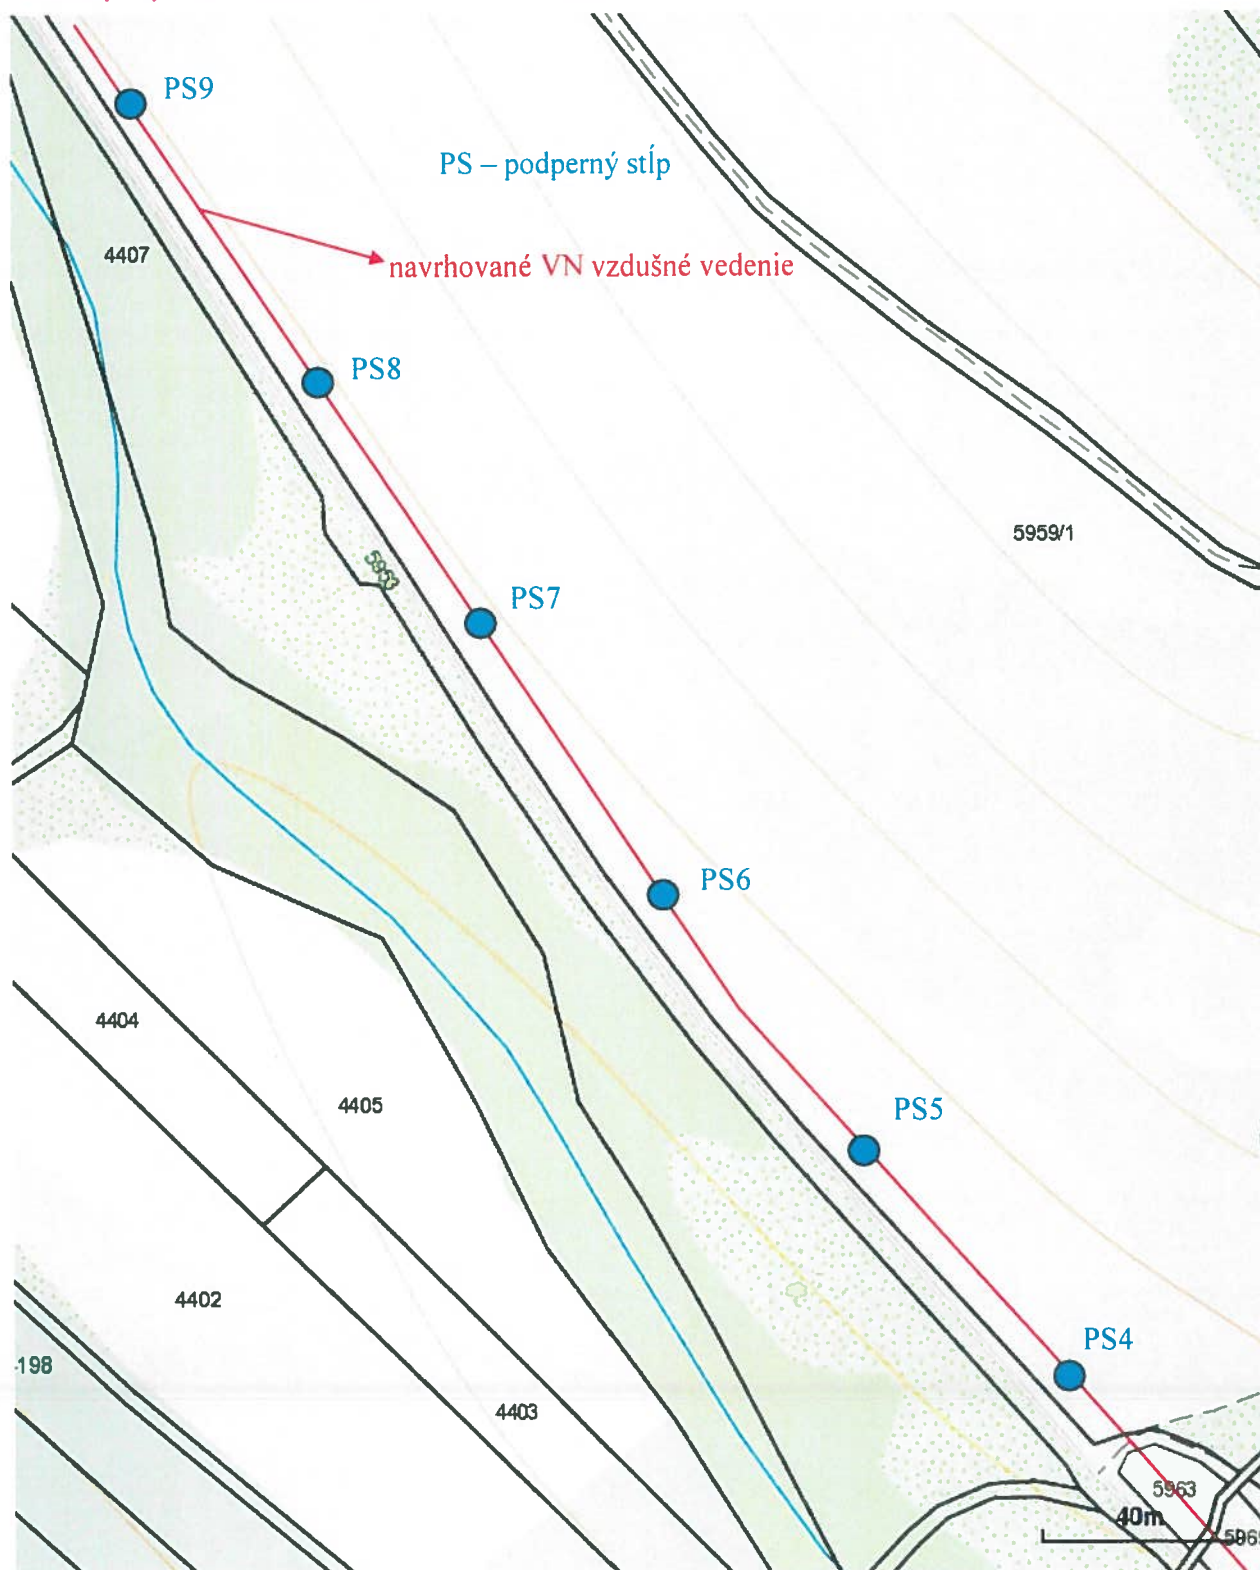 PS9
PS – podperný stĺp
4407
navrhované VN vzdušné vedenie
PS8
5959/1
5953
PS7
PS6
4404
4405
PS5
4402
PS4
198
4403
5963
40m